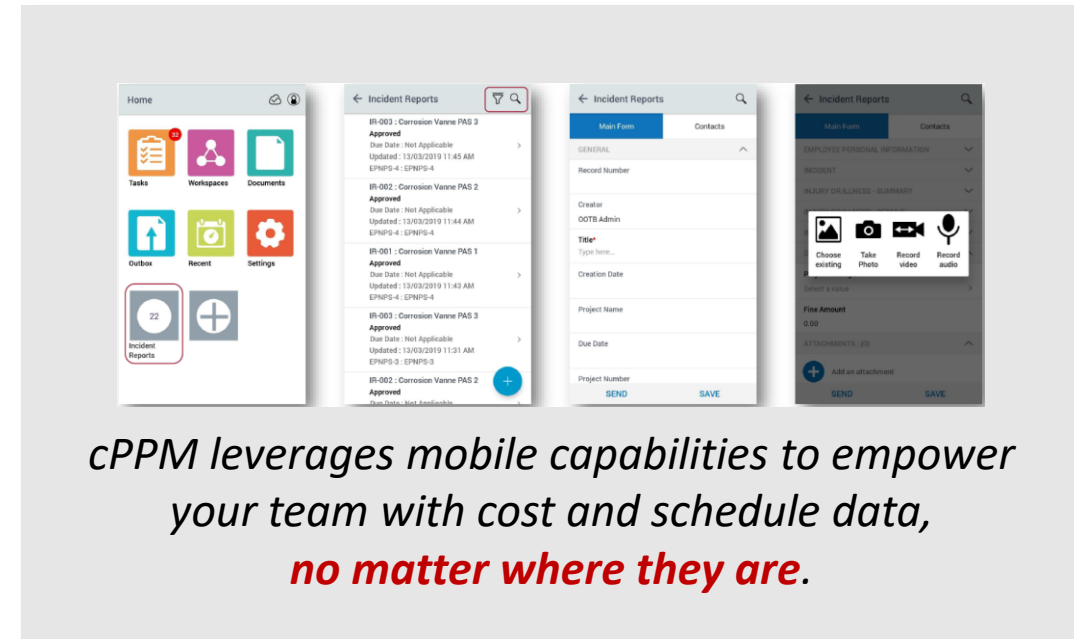 Home
32
Tasks
Workspaces
Documents
Outbox
Recent
Settings
22
Incident
Reports
Incident Reports
IR-003 : Corrosion Vanne PAS 3
Approved
Due Date : Not Applicable
Updated : 13/03/2019 11:45 AM
EPNPS-4 : EPNPS-4
IR-002 : Corrosion Vanne PAS 2
Approved
Due Date : Not Applicable
Updated : 13/03/2019 11:44 AM
EPNPS-4 : EPNPS-4
IR-001 : Corrosion Vanne PAS 1
Approved
Due Date : Not Applicable
Updated : 13/03/2019 11:43 AM
EPNPS-4 : EPNPS-4
IR-003 : Corrosion Vanne PAS 3
Approved
Due Date : Not Applicable
Updated : 13/03/2019 11:31 AM
EPNPS-3 : EPNPS-3
IR-002 : Corrosion Vanne PAS 2
Approved
Due Date : Not Applicable
Incident Reports
Main Form
Contacts
GENERAL
Record Number
Creator
OOTB Admin
Title*
Type here...
Creation Date
Project Name
Due Date
Project Number
SEND
SAVE
Incident Reports
Main Form
Contacts
EMPLOYEE PERSONAL INFORMATION
INCIDENT
INJURY OR ILLNESS - SUMMARY
Choose
existing
Take
Photo
Record
video
Record
audio
Select a value
Fine Amount
0.00
ATTACHMENTS : (0)
Add an attachment
SEND
SAVE
cPPM leverages mobile capabilities to empower
your team with cost and schedule data,
no matter where they are.